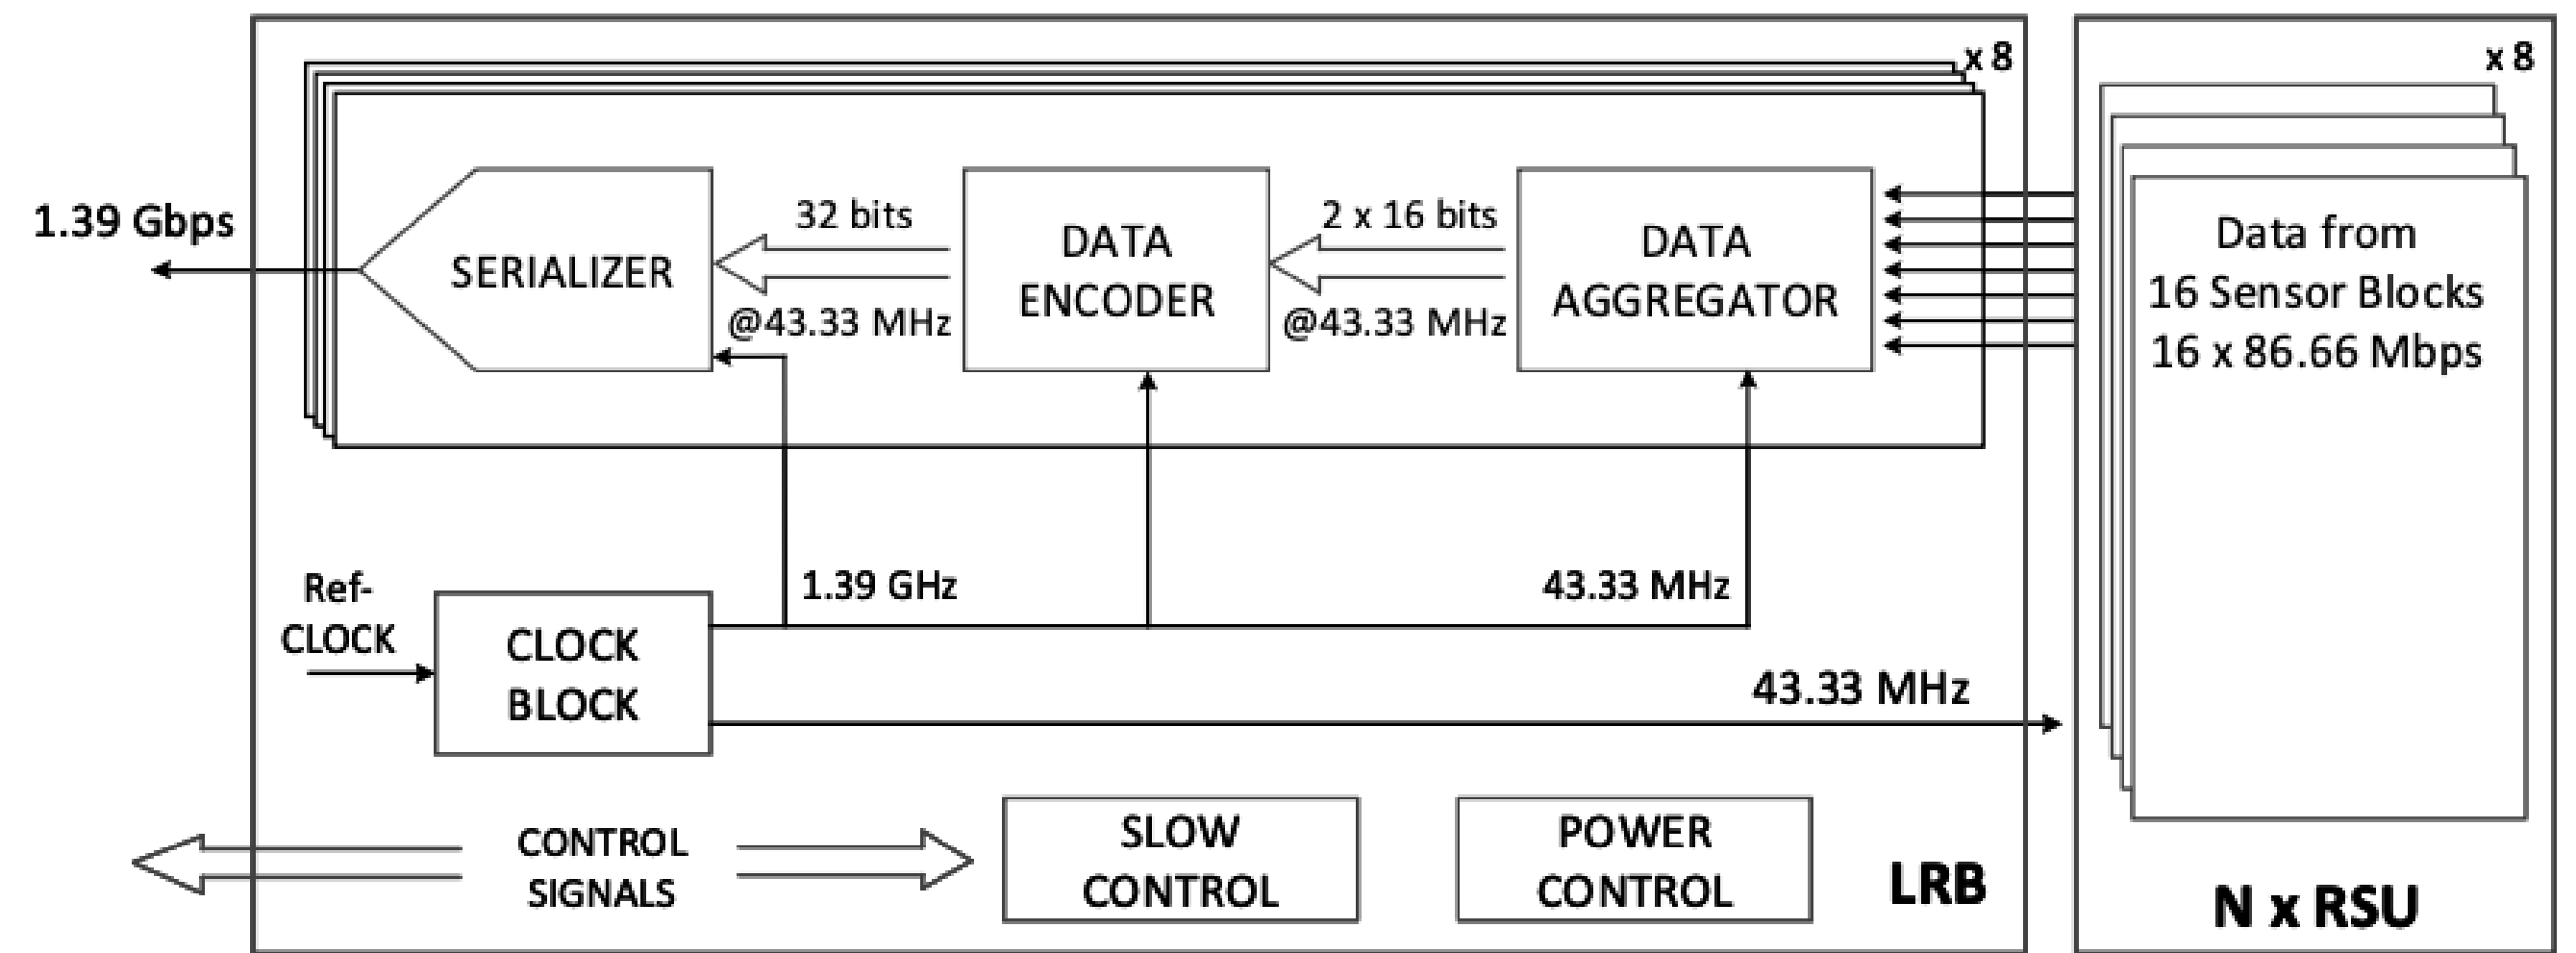 x 8
x 8
1.39 Gbps
SERIALIZER
32 bits
@43.33 MHz
DATA
ENCODER
2 x 16 bits
@43.33 MHz
DATA
AGGREGATOR
Data from
16 Sensor Blocks
16 x 86.66 Mbps
Ref-
CLOCK
CLOCK
BLOCK
1.39 GHz
43.33 MHz
43.33 MHz
CONTROL
SIGNALS
SLOW
CONTROL
POWER
CONTROL
LRB
N x RSU